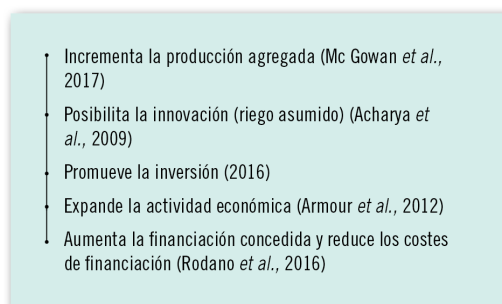 Incrementa la producción agregada (Mc Gowan et al.,
2017)
Posibilita la innovación (riego asumido) (Acharya et
al., 2009)
Promueve la inversión (2016)
Expande la actividad económica (Armour et al., 2012)
Aumenta la financiación concedida y reduce los costes
de financiación (Rodano et al., 2016)